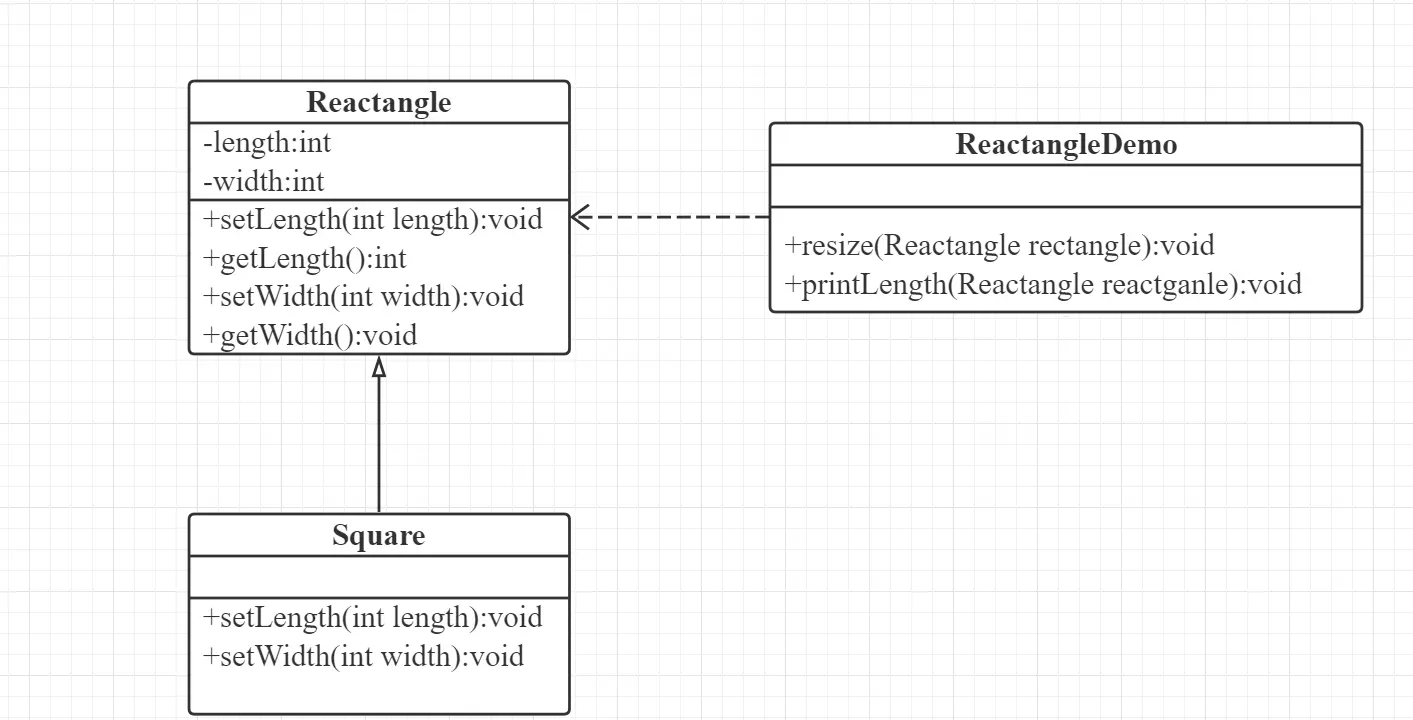 Reactangle
-length:int
-width:int
+setLength(int length):void
+getLength():int
+setWidth(int width):void
+getWidth():void
ReactangleDemo
+resize(Reactangle rectangle):void
+printLength(Reactangle reactganle):void
Square
+setLength(int length):void
+setWidth(int width):void